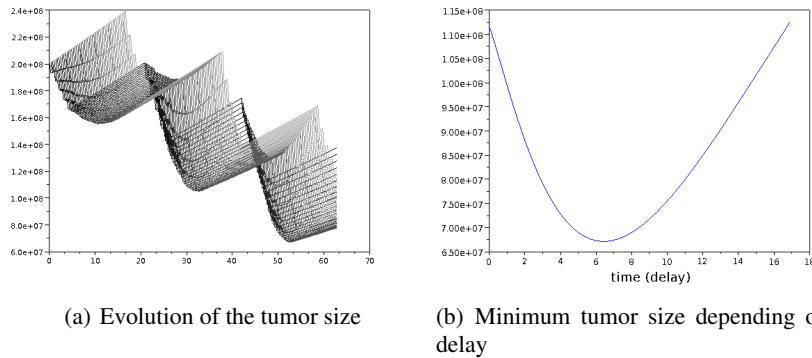 2.4e+08
2.2e+08
2.0e+08
1.8e+08
1.6e+08
1.4e+08
1.2e+08
1.0e+08
8.0e+07
6.0e+07
0 10 20 30 40 50 60 70
1.15e+08
1.10e+08
1.05e+08
1.00e+08
9.50e+07
9.00e+07
8.50e+07
8.00e+07
7.50e+07
7.00e+07
6.50e+07
0 2 4 6 8 10 12 14 16 18
time (delay)
(a) Evolution of the tumor size
(b) Minimum tumor size depending o
delay